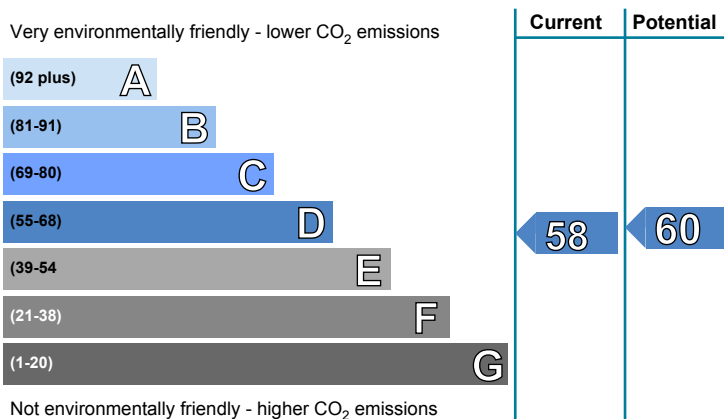 Current Potential
Very environmentally friendly - lower CO2 emissions
(92 plus) A
(81-91) B
(69-80) C
(55-68) D
58 60
(39-54 E
(21-38) F
(1-20) G
Not environmentally friendly - higher CO2 emissions